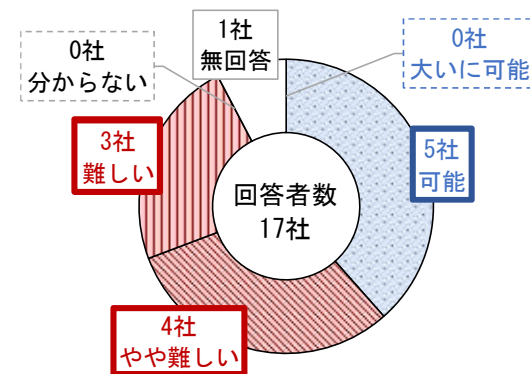 0社
分からない
1社
無回答
0社
大いに可能
3社
難しい
5社
可能
回答者数
17社
4社
やや難しい